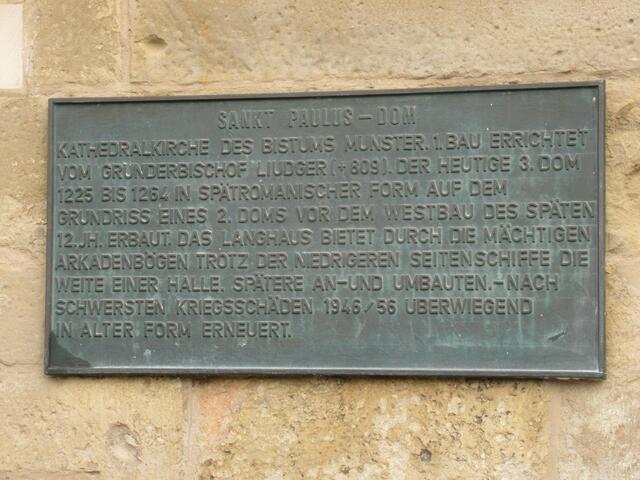 SANKT PAULUS – DOM
KATHEDRALKIRCHE DES BISTUMS MÜNSTER. 1. BAU ERRICHTET
VOM GRÜNDERBISCHOF LIUDGER (+ 809). DER HEUTIGE 3. DOM
1225 BIS 1264 IN SPÄTROMANISCHER FORM AUF DEM
GRUNDRISS EINES 2. DOMS VOR DEM WESTBAU DES SPÄTEN
12. JH. ERBAUT. DAS LANGHAUS BIETET DURCH DIE MÄCHTIGEN
ARKADENBÖGEN TROTZ DER NIEDRIGEREN SEITENSCHIFFE DIE
WEITE EINER HALLE. SPÄTERE AN-UND UMBAUTEN.-NACH
SCHWERSTEN KRIEGSSCHÄDEN 1946/56 ÜBERWIEGEND
IN ALTER FORM ERNEUERT.